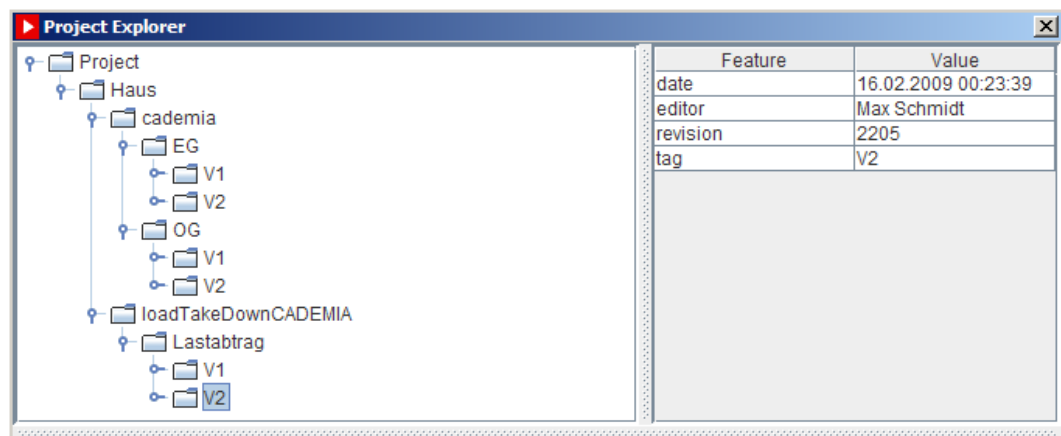 Project Explorer
Project
Haus
cademia
EG
V1
V2
OG
V1
V2
loadTakeDownCADEMIA
Lastabtrag
V1
V2
Feature Value
date 16.02.2009 00:23:39
editor Max Schmidt
revision 2205
tag V2